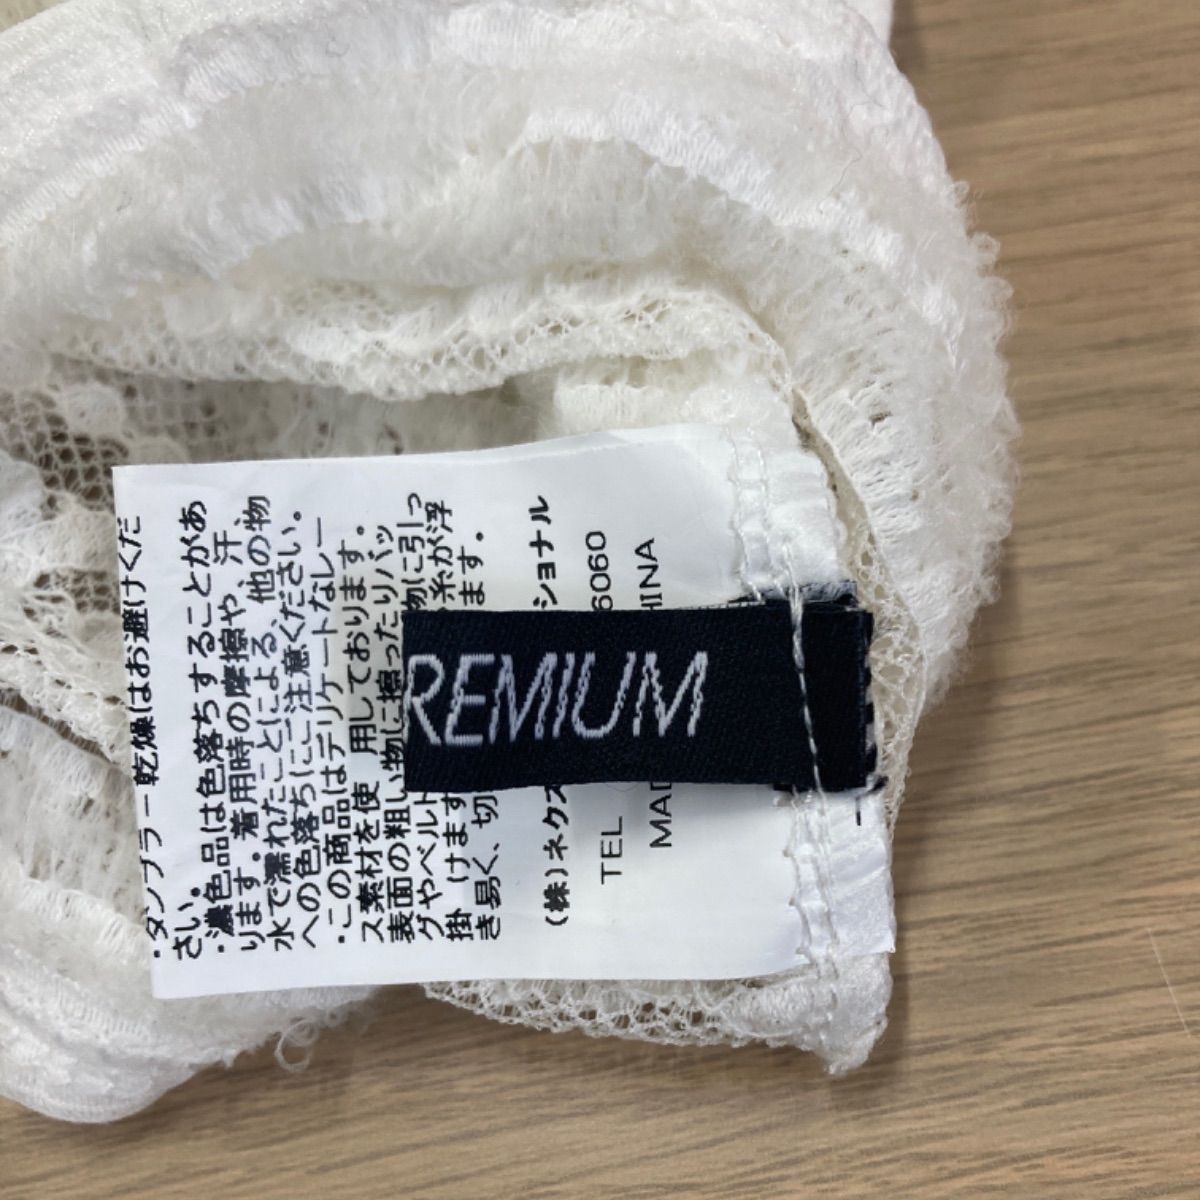 ・タンブラー乾燥はお避けくだ
さい。
・濃色品は色落ちすることがあ
ります。着用時の摩擦や、汗、
水で濡れたことによる、他の物
への色落ちにご注意ください。
・この商品はデリケートなレー
ス素材を使 用しております。
表面の粗い物に擦ったりバッ
グやベルト 物に引っ
掛 けます 糸が浮
き易く、切 ます。
(株)ネクス ショナル
TEL 6060
MAD HINA
REMIUM